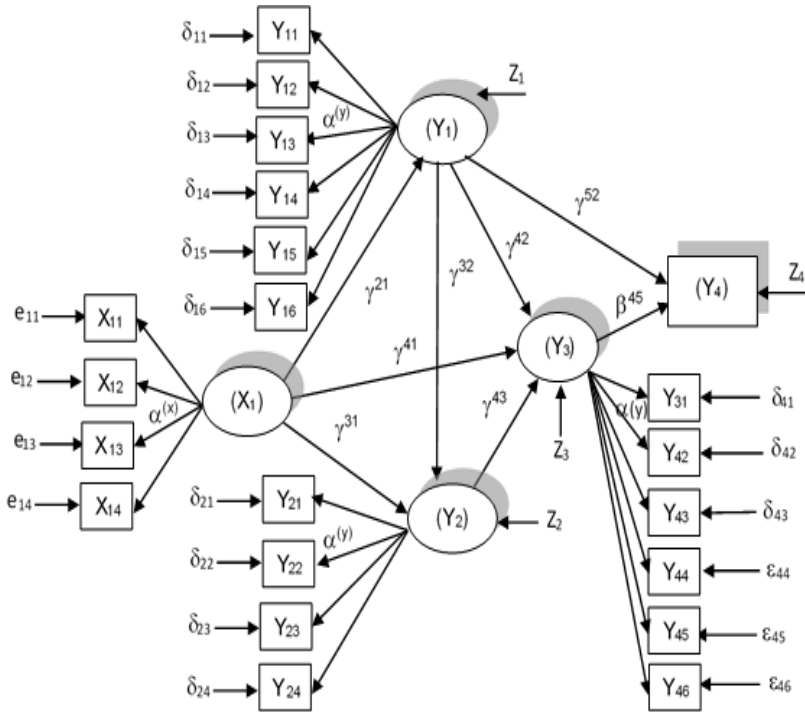 δ11 Y11
δ12 Y12
α(y)
δ13 Y13
δ14 Y14
δ15 Y15
δ16 Y16
(Y1)
Z1
γ52
γ42
γ32
γ21
γ41
(Y4)
Z4
β45
(Y3)
Z3
e11 X11
e12 X12
α(x)
e13 X13
e14 X14
(X1)
γ31
γ43
δ21 Y21
α(y)
δ22 Y22
δ23 Y23
δ24 Y24
(Y2)
Z2
Y31 δ41
α(y)
Y42 δ42
Y43 δ43
Y44 ε44
Y45 ε45
Y46 ε46